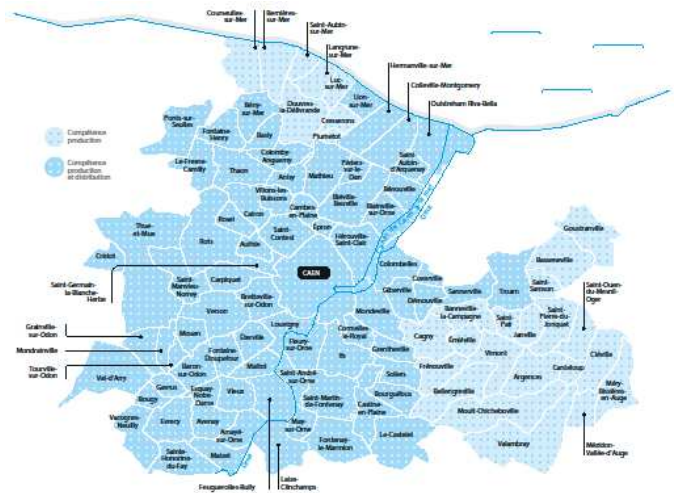 Courseulles-
sur-Mer
Bernières-
sur-Mer
Saint-Aubin
-sur-Mer
Langrune-
sur-Mer
Luc-
sur-Mer
Hermanville-sur-Mer
Lion-
sur-Mer
Colleville-Montgomery
Ouistreham Riva-Bella
Bény-
sur-Mer
Douvres-
la-Délivrande
Cresserons
Plumetot
Ponts-sur-
Seulles
Compétence
production
Compétence
production
et distribution
Fontaine-
Henry
Basly
Le Fresne-
Camilly
Thaon
Colomby-
Anguerny
Anisy
Mathieu
Périers-
sur-le-
Dan
Saint-
Aubin-
d'Arquenay
Bénouville
Villons-les-
Buissons
Cambes-
en-Plaine
Biéville-
Beuville
Blainville-
sur-Orne
Thue-
et-Mue
Rosel
Cairon
Saint-
Contest
Épron
Hérouville-
Saint-Clair
Rots
Authie
Goustranville
Cristot
CAEN
Colombelles
Bassenneville
Saint-Germain-
la-Blanche-
Herbe
Saint-
Manvieu-
Norrey
Carpiquet
Bretteville-
sur-Odon
Giberville
Cuverville
Démouville
Sannerville
Touffréville
Troarn
Saint-
Samson
Saint-Ouen-
du-Mesnil-
Oger
Verson
Mondeville
Banneville-
la-Campagne
Saint-
Pair
Saint-
Pierre-du-
Jonquet
Grainville-
sur-Odon
Mouen
Éterville
Louvigny
Fleury-
sur-Orne
Cormelles-
le-Royal
Cagny
Émiéville
Janville
Mondrainville
Fontaine-
Étoupefour
Ifs
Grentheville
Vimont
Cléville
Tourville-
sur-Odon
Baron-
sur-Odon
Maltot
Frénouville
Canteloup
Val-d'Arry
Saint-André-
sur-Orne
Soliers
Argences
Méry-
Bissières-
en-Auge
Gavrus
Bougy
Esquay-
Notre-
Dame
Vieux
Saint-Martin-
de-Fontenay
Bourguébus
Castine-
en-Plaine
Bellengreville
Moult-Chicheboville
Vacognes-
Neuilly
Évrecy
Avenay
Amayé-
sur-Orne
May-
sur-Orne
Fontenay-
le-Marmion
Le Castelet
Valambray
Mézidon-
Vallée-d'Auge
Sainte-
Honorine-
du-Fay
Maizet
Feuguerolles-Bully
Laize-
Clinchamps